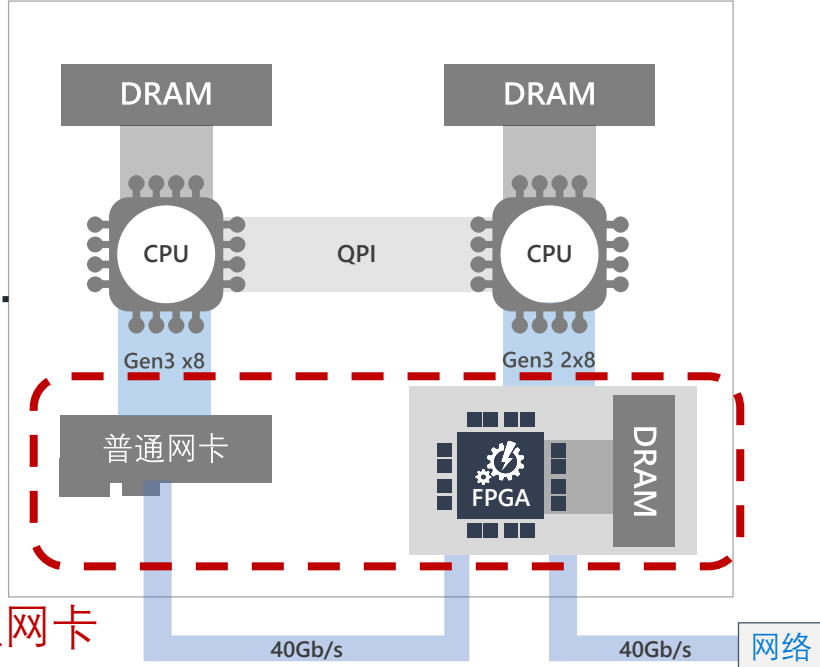 DRAM
DRAM
CPU
QPI
CPU
Gen3 x8
Gen3 2x8
普通网卡
FPGA
DRAM
网卡
40Gb/s
40Gb/s
网络